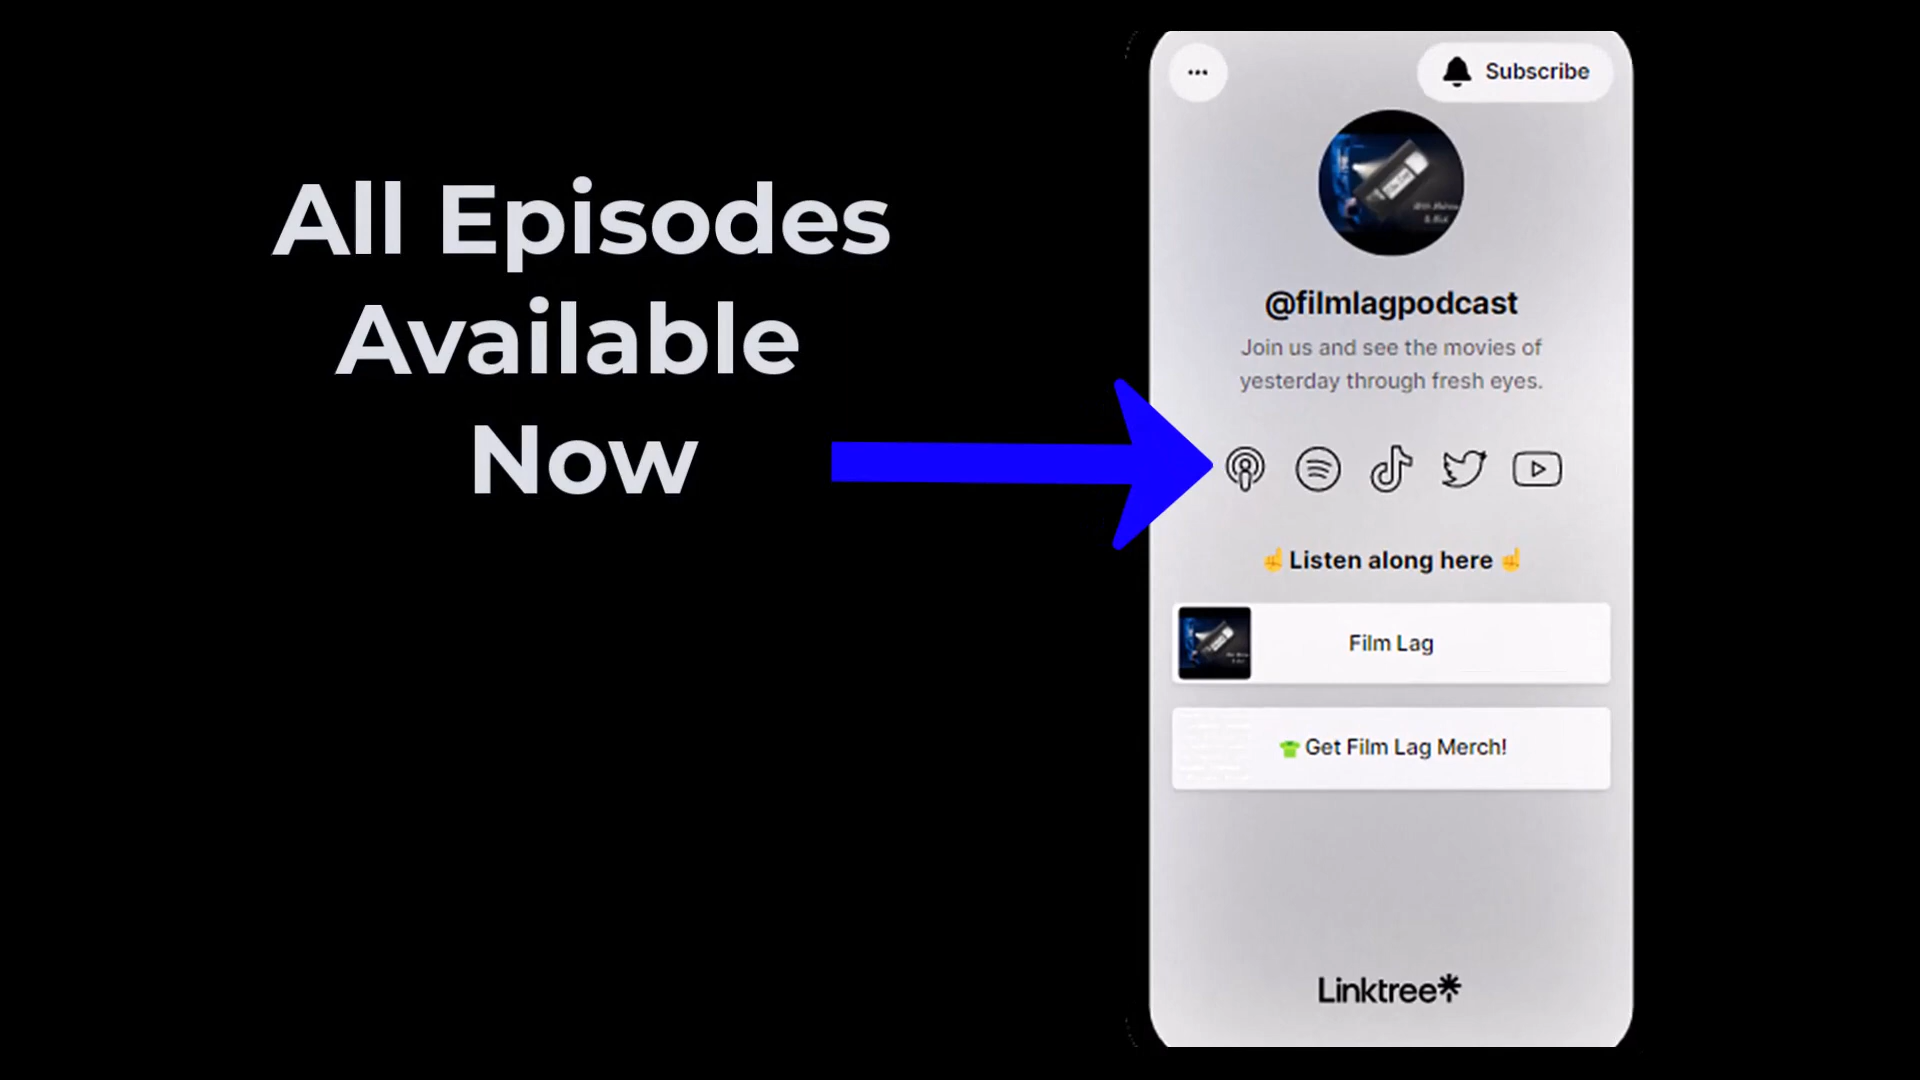 All Episodes
Available
Now
Subscribe
@filmlagpodcast
Join us and see the movies of
yesterday through fresh eyes.
☝Listen along here☝
Film Lag
👕Get Film Lag Merch!
Linktree